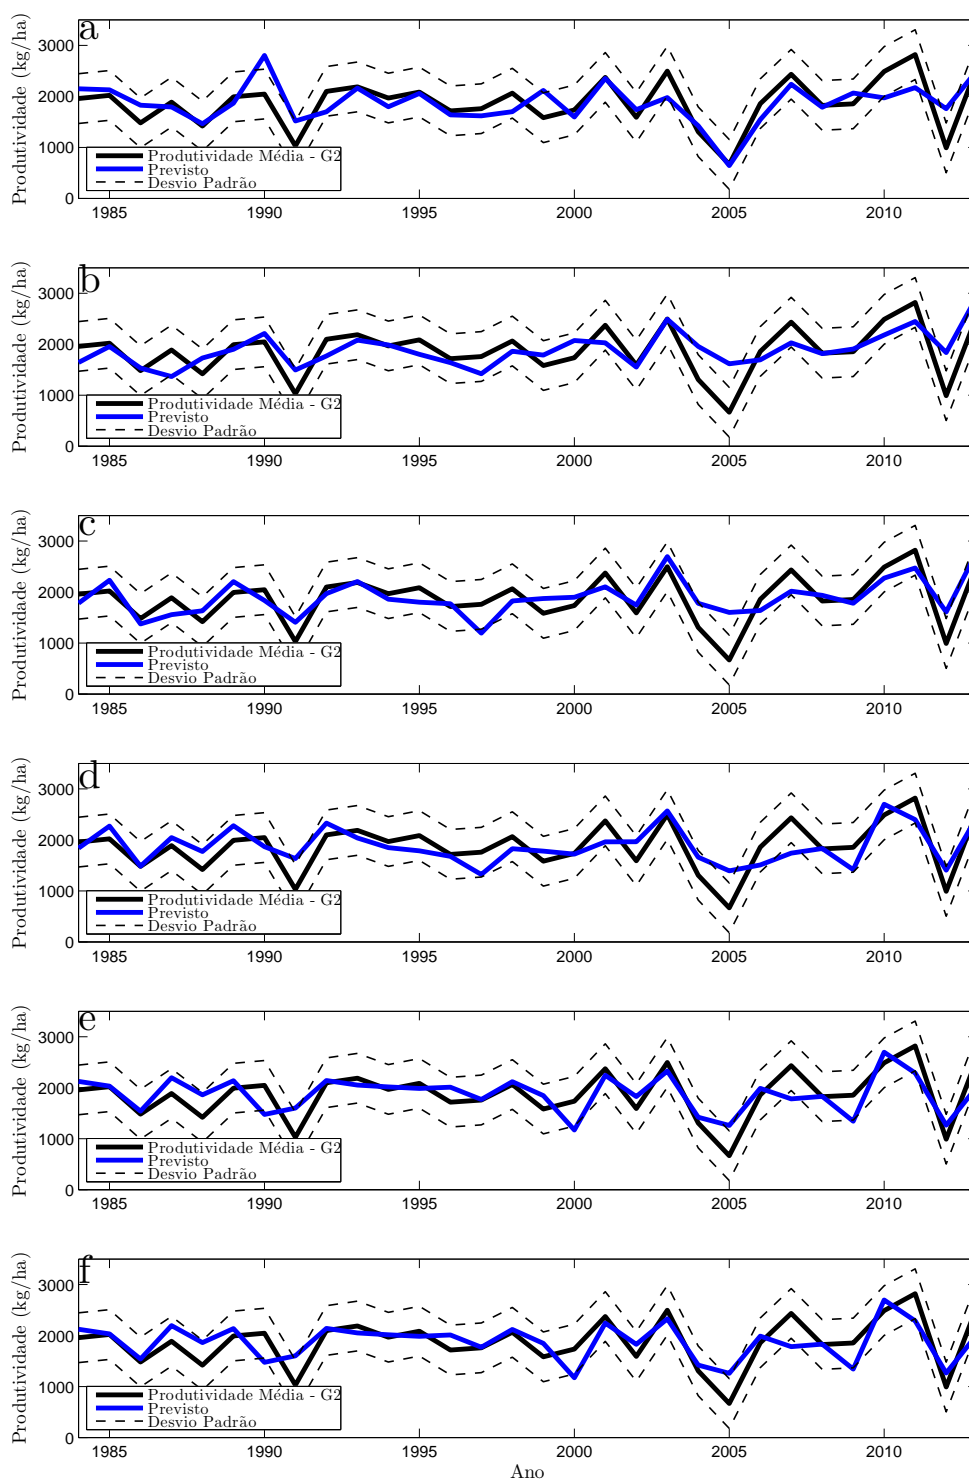 a
Produtividade (kg/ha)
3000
2000
1000
0
Produtividade Média - G2
Previsto
Desvio Padrão
1985 1990 1995 2000 2005 2010
b
Produtividade (kg/ha)
3000
2000
1000
0
Produtividade Média - G2
Previsto
Desvio Padrão
1985 1990 1995 2000 2005 2010
c
Produtividade (kg/ha)
3000
2000
1000
0
Produtividade Média - G2
Previsto
Desvio Padrão
1985 1990 1995 2000 2005 2010
d
Produtividade (kg/ha)
3000
2000
1000
0
Produtividade Média - G2
Previsto
Desvio Padrão
1985 1990 1995 2000 2005 2010
e
Produtividade (kg/ha)
3000
2000
1000
0
Produtividade Média - G2
Previsto
Desvio Padrão
1985 1990 1995 2000 2005 2010
f
Produtividade (kg/ha)
3000
2000
1000
0
Produtividade Média - G2
Previsto
Desvio Padrão
1985 1990 1995 2000 2005 2010
Ano